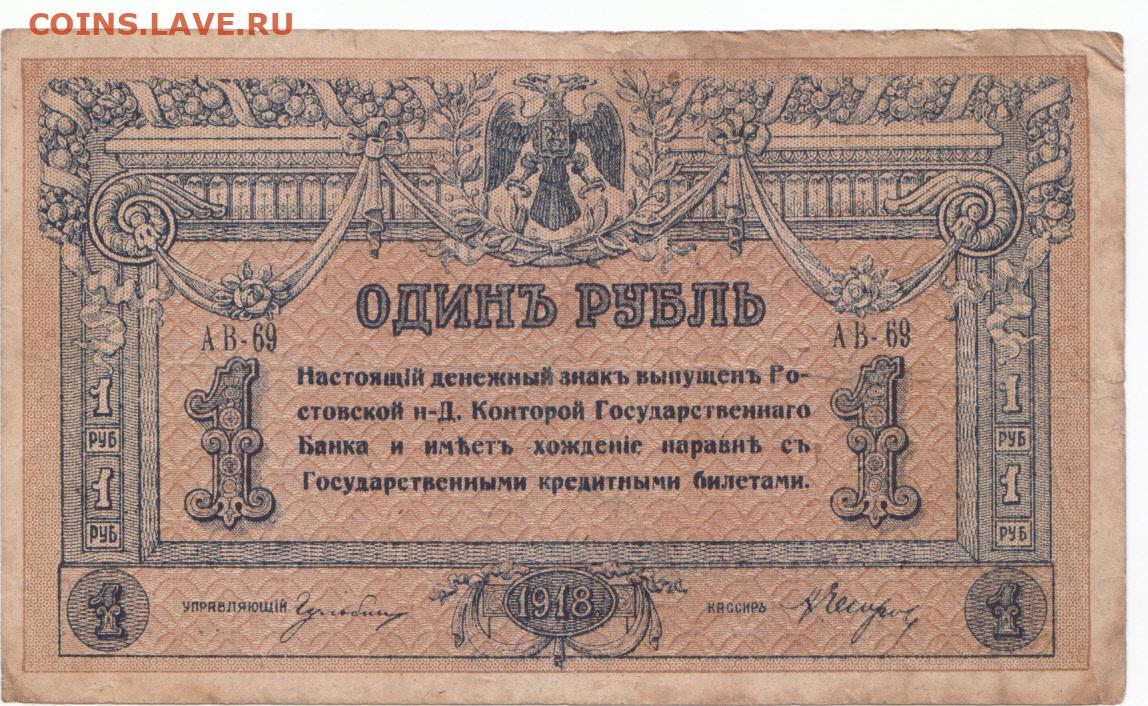 COINS.LAVE.RU
ОДИНЪ РУБЛЬ
АВ-69 АВ-69
1 1
Настоящій денежный знакъ выпущенъ Ро-
стовской н-Д. Конторой Государственнаго
Банка и имѣетъ хожденіе наравнѣ съ
Государственными кредитными билетами.
1 1
РУБ РУБ
1 1
РУБ РУБ
1 УПРАВЛЯЮЩІЙ 1918 КАССИРЪ 1